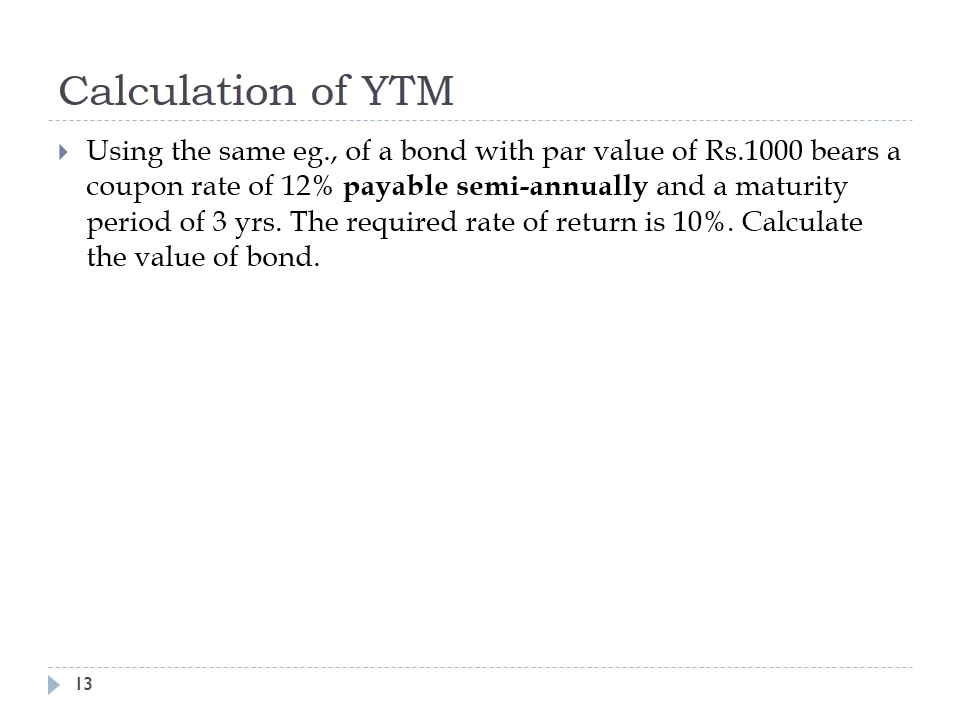 Calculation of YTM
Using the same eg., of a bond with par value of Rs.1000 bears a
coupon rate of 12% payable semi-annually and a maturity
period of 3 yrs. The required rate of return is 10%. Calculate
the value of bond.
13